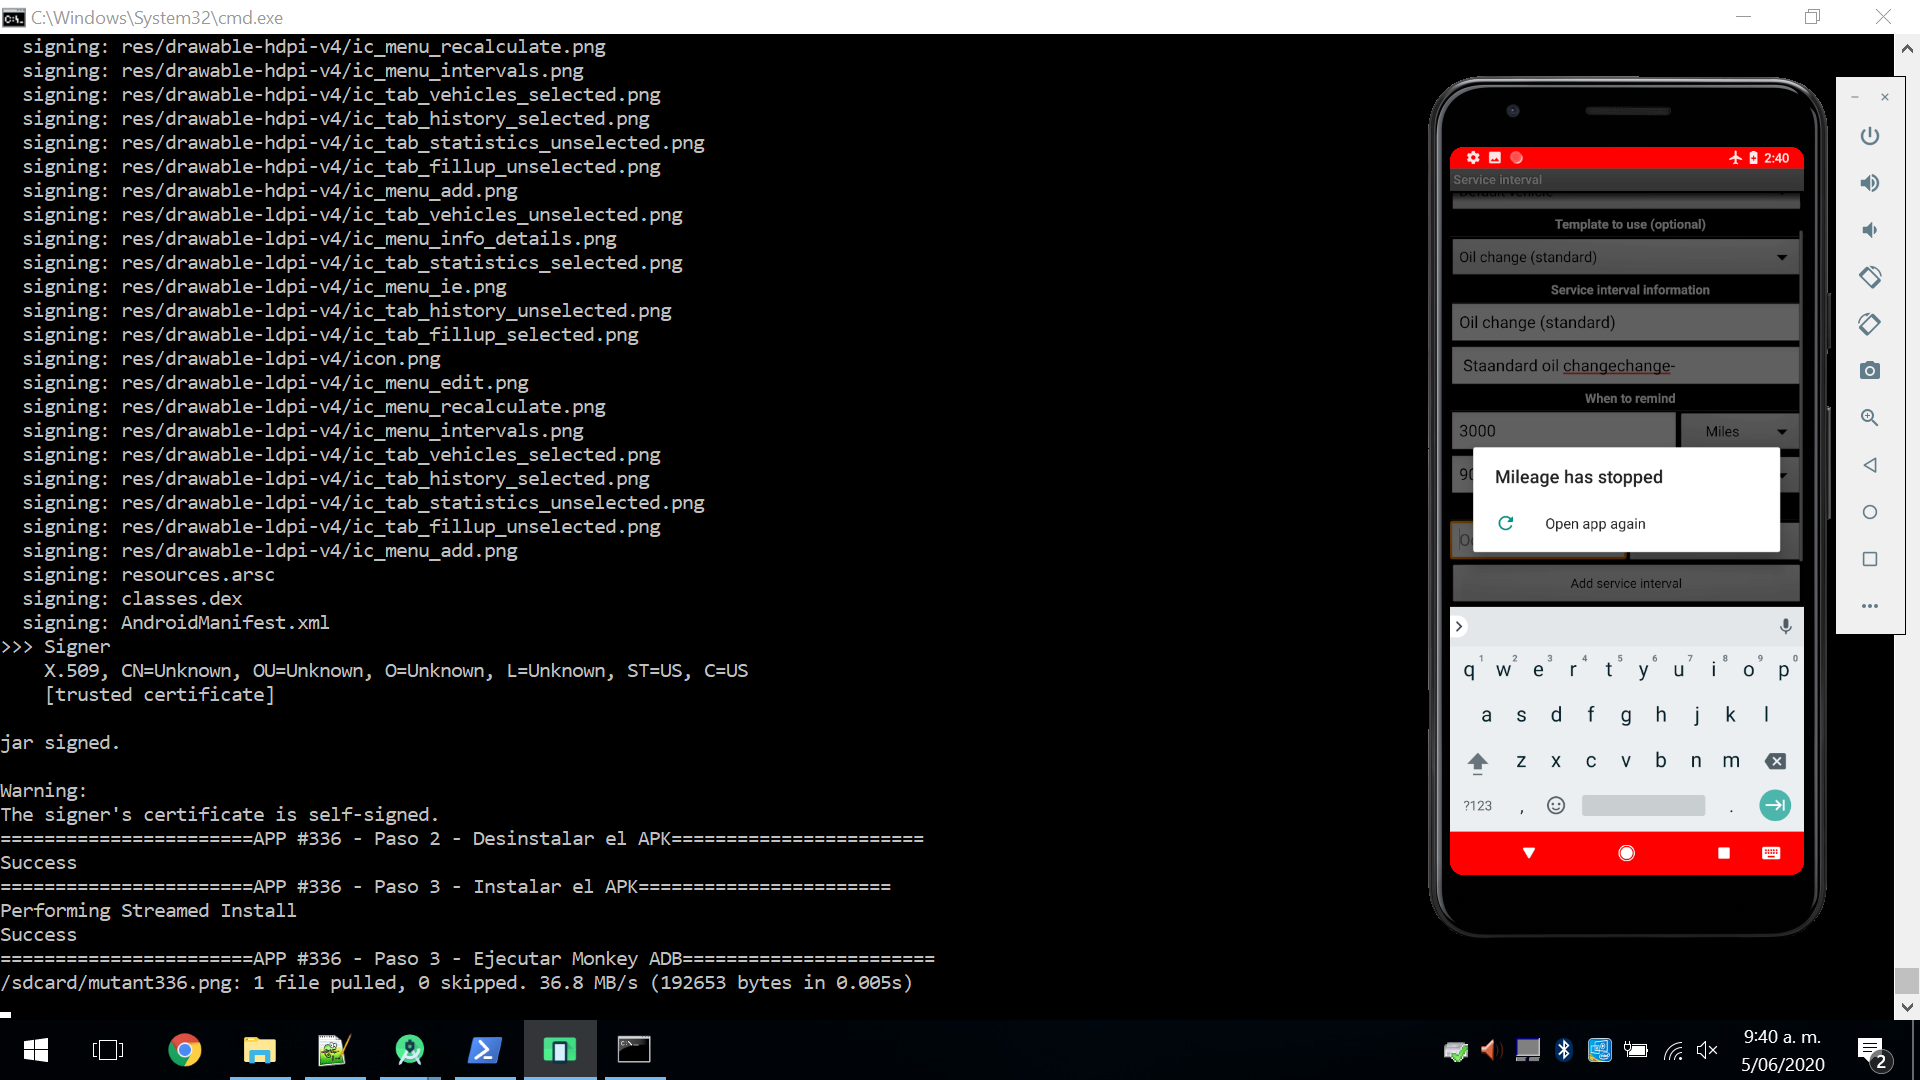 C:\Windows\System32\cmd.exe
signing: res/drawable-hdpi-v4/ic_menu_recalculate.png
signing: res/drawable-hdpi-v4/ic_menu_intervals.png
signing: res/drawable-hdpi-v4/ic_tab_vehicles_selected.png
signing: res/drawable-hdpi-v4/ic_tab_history_selected.png
signing: res/drawable-hdpi-v4/ic_tab_statistics_unselected.png
signing: res/drawable-hdpi-v4/ic_tab_fillup_unselected.png
signing: res/drawable-hdpi-v4/ic_menu_add.png
signing: res/drawable-ldpi-v4/ic_tab_vehicles_unselected.png
signing: res/drawable-ldpi-v4/ic_menu_info_details.png
signing: res/drawable-ldpi-v4/ic_tab_statistics_selected.png
signing: res/drawable-ldpi-v4/ic_menu_ie.png
signing: res/drawable-ldpi-v4/ic_tab_history_unselected.png
signing: res/drawable-ldpi-v4/ic_tab_fillup_selected.png
signing: res/drawable-ldpi-v4/icon.png
signing: res/drawable-ldpi-v4/ic_menu_edit.png
signing: res/drawable-ldpi-v4/ic_menu_recalculate.png
signing: res/drawable-ldpi-v4/ic_menu_intervals.png
signing: res/drawable-ldpi-v4/ic_tab_vehicles_selected.png
signing: res/drawable-ldpi-v4/ic_tab_history_selected.png
signing: res/drawable-ldpi-v4/ic_tab_statistics_unselected.png
signing: res/drawable-ldpi-v4/ic_tab_fillup_unselected.png
signing: res/drawable-ldpi-v4/ic_menu_add.png
signing: resources.arsc
signing: classes.dex
signing: AndroidManifest.xml
>>> Signer
X.509, CN=Unknown, OU=Unknown, O=Unknown, L=Unknown, ST=US, C=US
[trusted certificate]
jar signed.
Warning:
The signer's certificate is self-signed.
=======================APP #336 - Paso 2 - Desinstalar el APK=======================
Success
=======================APP #336 - Paso 3 - Instalar el APK=======================
Performing Streamed Install
Success
=======================APP #336 - Paso 3 - Ejecutar Monkey ADB=======================
/sdcard/mutant336.png: 1 file pulled, 0 skipped. 36.8 MB/s (192653 bytes in 0.005s)
2:40
Service interval
Template to use (optional)
Oil change (standard)
Service interval information
Oil change (standard)
Staandard oil changechange-
When to remind
3000 Miles
90
Mileage has stopped
Open app again
Add service interval
q1 w2 e3 r4 t5 y6 u7 i8 o9 p0
a s d f g h j k l
z x c v b n m
?123 , .
9:40 a. m.
5/06/2020
2